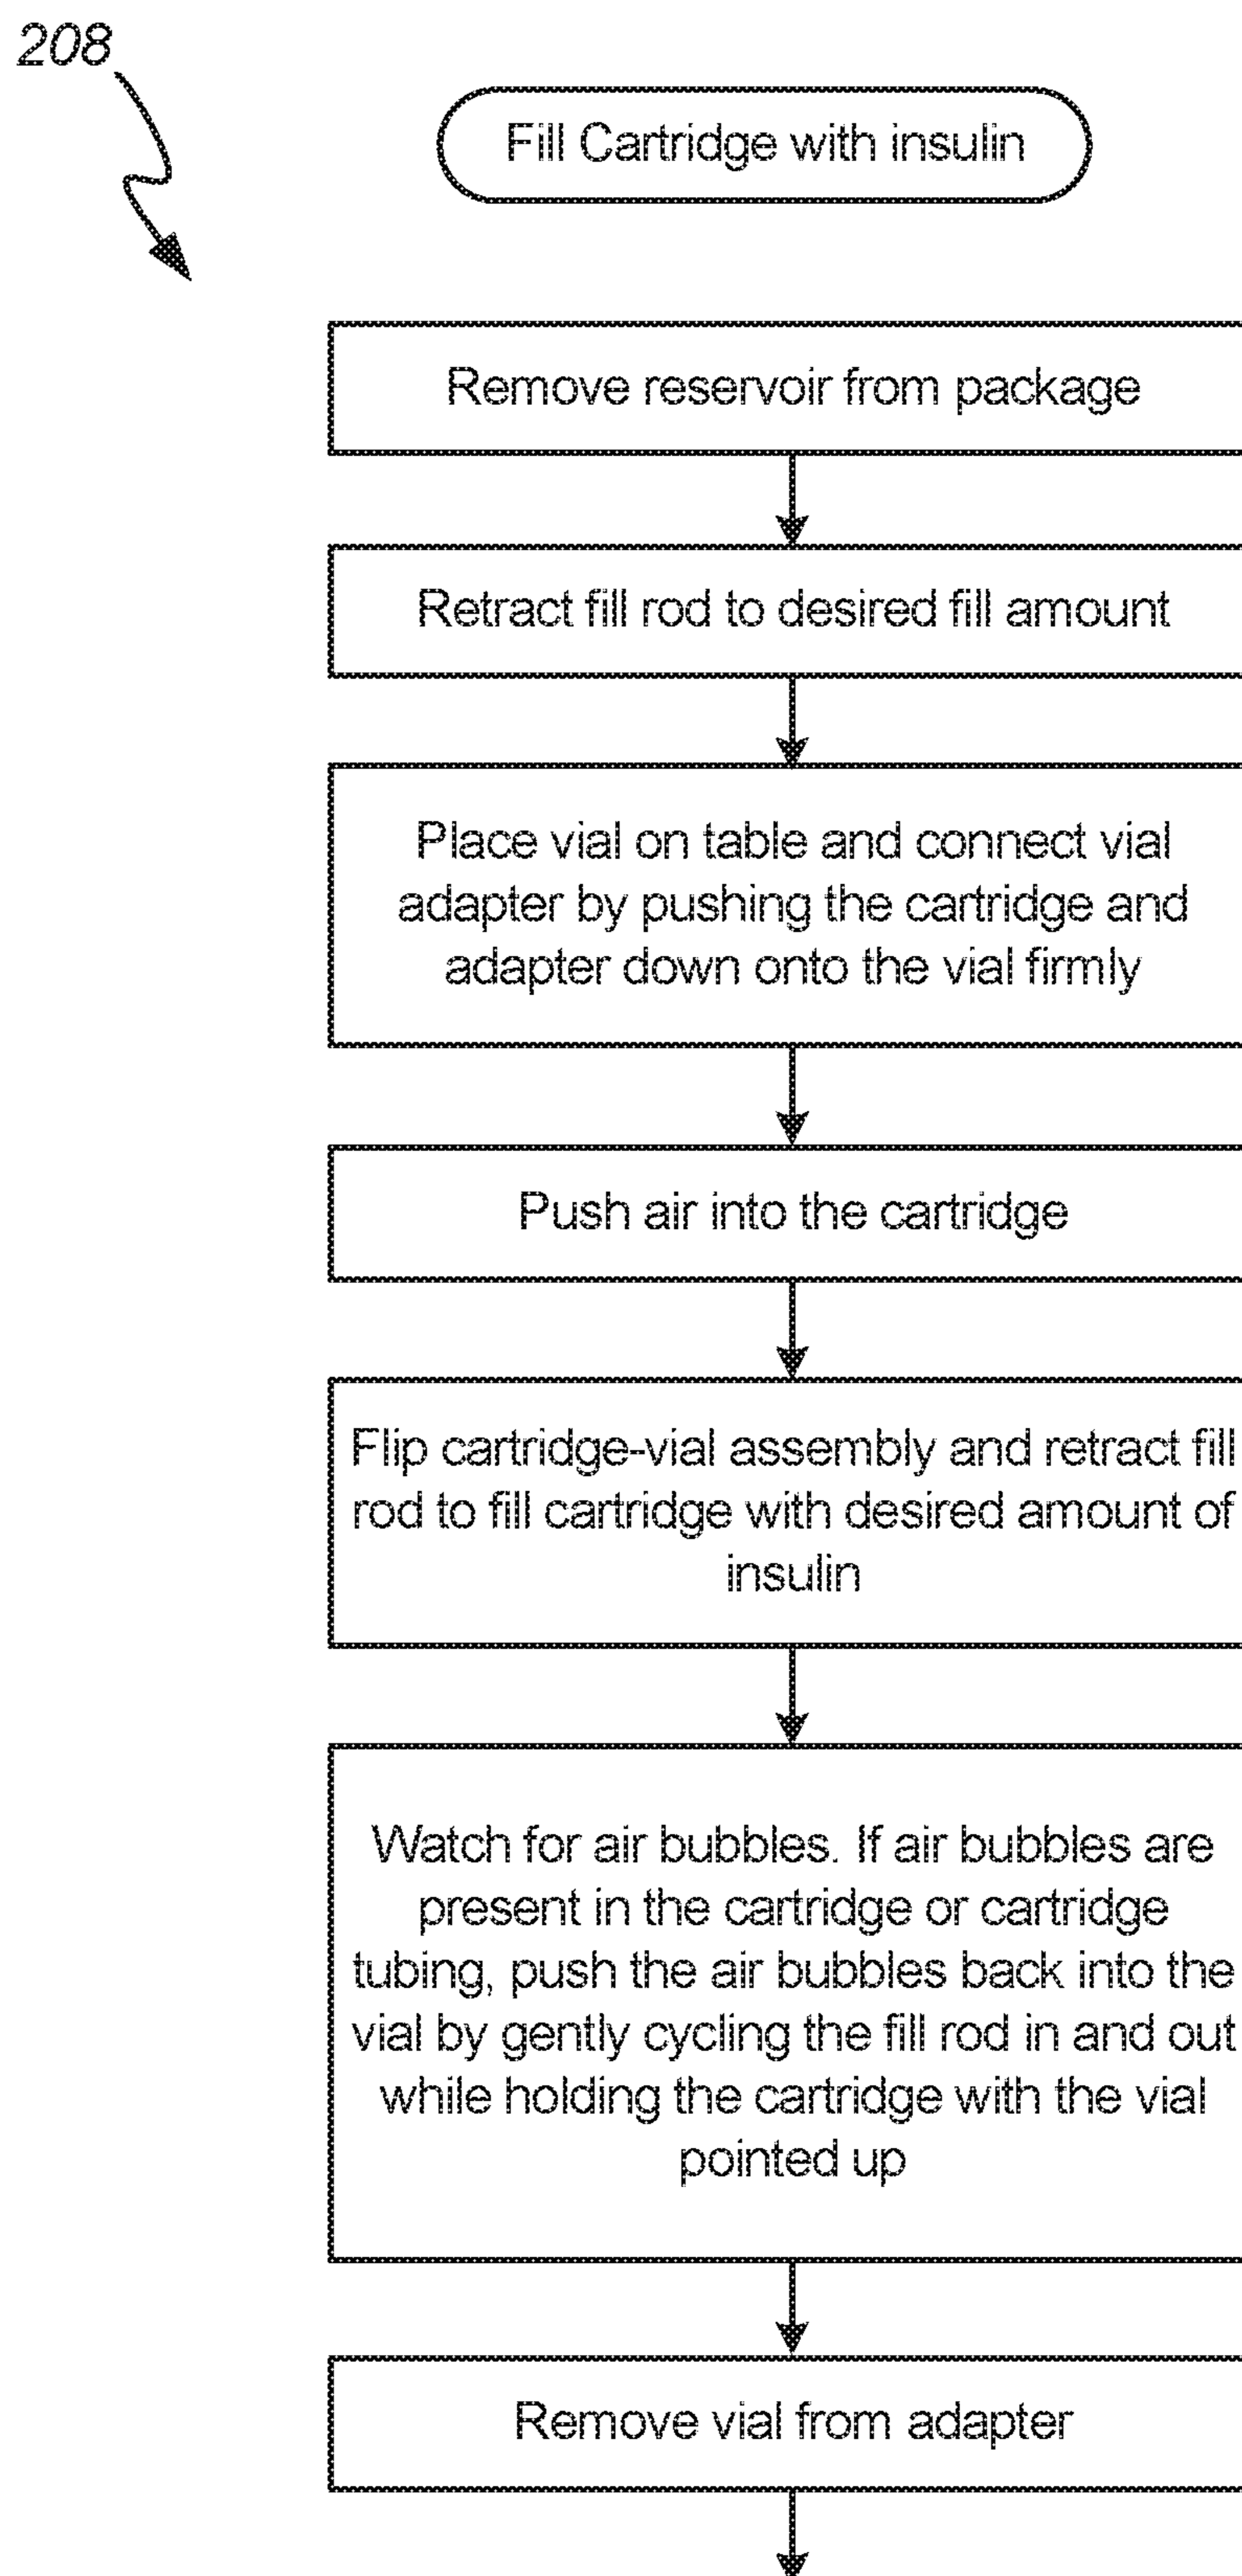 208
Fill Cartridge with insulin
Remove reservoir from package
Retract fill rod to desired fill amount
Place vial on table and connect vial
adapter by pushing the cartridge and
adapter down onto the vial firmly
Push air into the cartridge
Flip cartridge-vial assembly and retract fill
rod to fill cartridge with desired amount of
insulin
Watch for air bubbles. If air bubbles are
present in the cartridge or cartridge
tubing, push the air bubbles back into the
vial by gently cycling the fill rod in and out
while holding the cartridge with the vial
pointed up
Remove vial from adapter